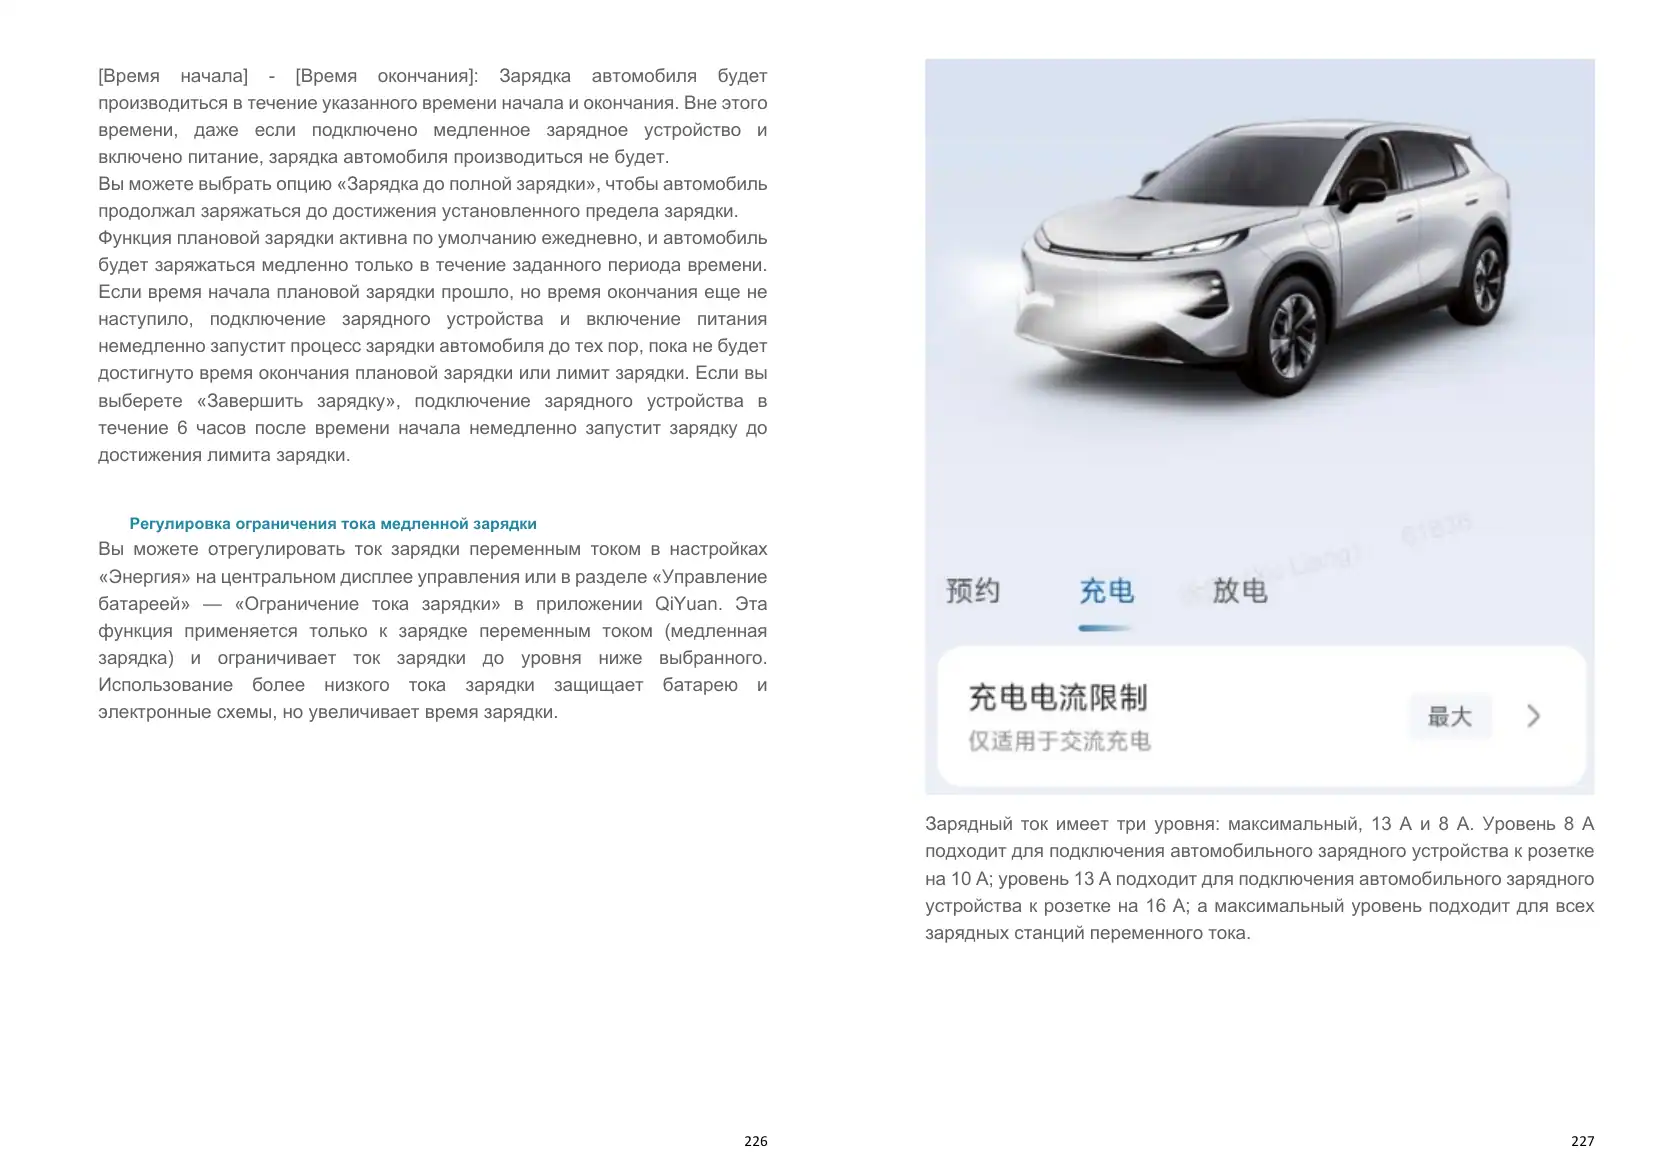 [Время начала] - [Время окончания]: Зарядка автомобиля будет
производиться в течение указанного времени начала и окончания. Вне этого
времени, даже если подключено медленное зарядное устройство и
включено питание, зарядка автомобиля производиться не будет.
Вы можете выбрать опцию «Зарядка до полной зарядки», чтобы автомобиль
продолжал заряжаться до достижения установленного предела зарядки.
Функция плановой зарядки активна по умолчанию ежедневно, и автомобиль
будет заряжаться медленно только в течение заданного периода времени.
Если время начала плановой зарядки прошло, но время окончания еще не
наступило, подключение зарядного устройства и включение питания
немедленно запустит процесс зарядки автомобиля до тех пор, пока не будет
достигнуто время окончания плановой зарядки или лимит зарядки. Если вы
выберете «Завершить зарядку», подключение зарядного устройства в
течение 6 часов после времени начала немедленно запустит зарядку до
достижения лимита зарядки.
Регулировка ограничения тока медленной зарядки
Вы можете отрегулировать ток зарядки переменным током в настройках
«Энергия» на центральном дисплее управления или в разделе «Управление
батареей» — «Ограничение тока зарядки» в приложении QiYuan. Эта
функция применяется только к зарядке переменным током (медленная
зарядка) и ограничивает ток зарядки до уровня ниже выбранного.
Использование более низкого тока зарядки защищает батарею и
электронные схемы, но увеличивает время зарядки.
226
预约 充电 放电
充电电流限制
仅适用于交流充电
最大
Зарядный ток имеет три уровня: максимальный, 13 А и 8 А. Уровень 8 А
подходит для подключения автомобильного зарядного устройства к розетке
на 10 А; уровень 13 А подходит для подключения автомобильного зарядного
устройства к розетке на 16 А; а максимальный уровень подходит для всех
зарядных станций переменного тока.
227